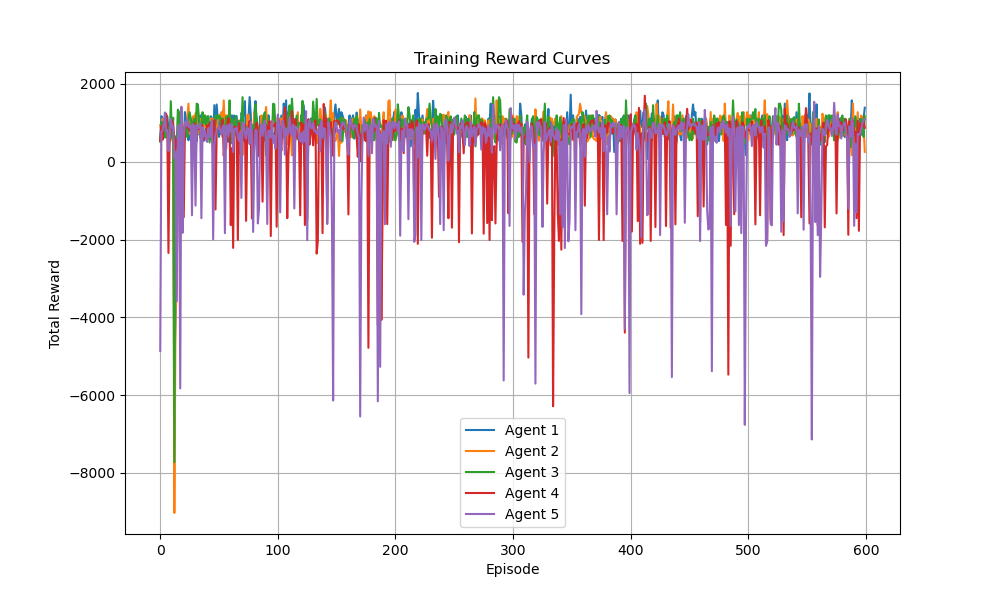 Training Reward Curves
Total Reward
2000
0
−2000
−4000
−6000
−8000
Agent 1
Agent 2
Agent 3
Agent 4
Agent 5
0 100 200 300 400 500 600
Episode